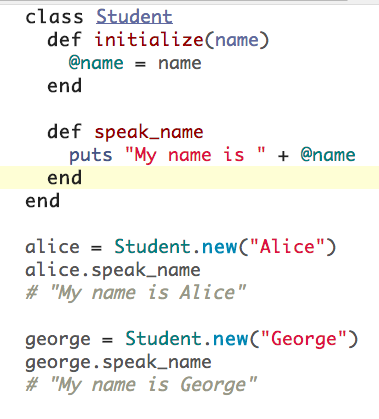 class Student
  def initialize(name)
    @name = name
  end

  def speak_name
    puts "My name is " + @name
  end
end

alice = Student.new("Alice")
alice.speak_name
# "My name is Alice"

george = Student.new("George")
george.speak_name
# "My name is George"